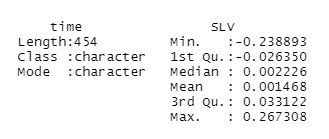 time                SLV
Length:454         Min.   :-0.238893
Class :character   1st Qu.:-0.026350
Mode  :character   Median : 0.002226
                   Mean   : 0.001468
                   3rd Qu.: 0.033122
                   Max.   : 0.267308